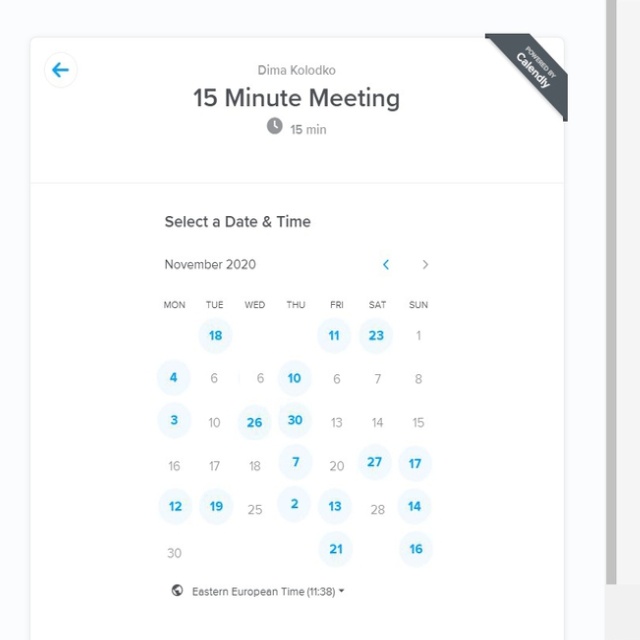 Dima Kolodko
15 Minute Meeting
15 min
POWERED BY
Calendly
Select a Date & Time
November 2020
MON TUE WED THU FRI SAT SUN
18 11 23 1
4 6 6 10 6 7 8
3 10 26 30 13 14 15
16 17 18 7 20 27 17
12 19 25 2 13 28 14
30 21 16
Eastern European Time (11:38)